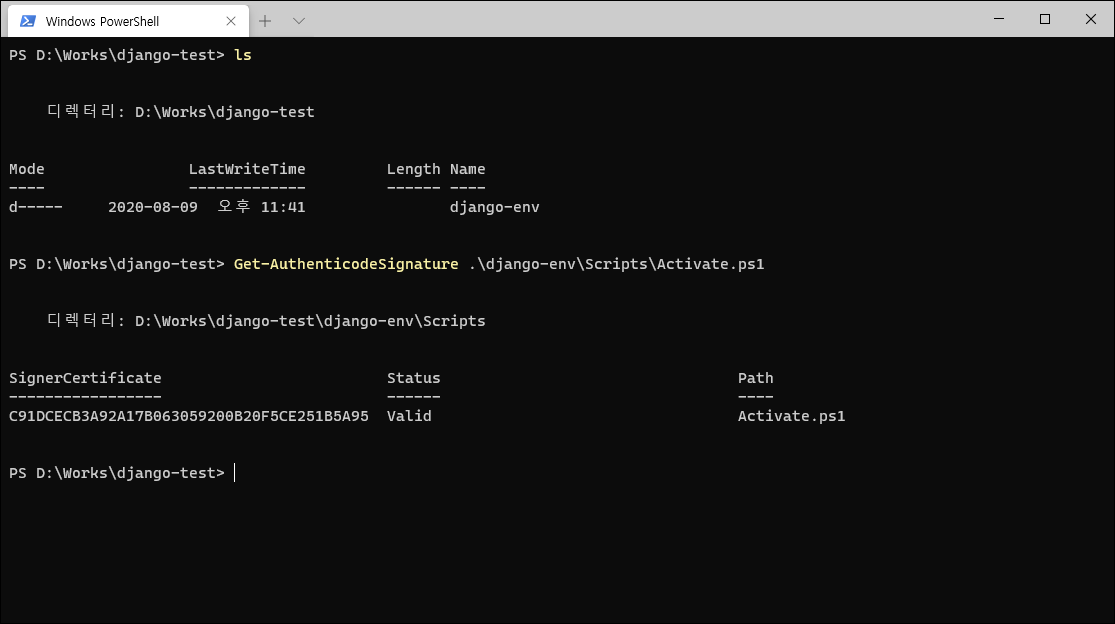 Windows PowerShell
PS D:\Works\django-test> ls
디렉터리: D:\Works\django-test
Mode                LastWriteTime         Length Name
----                -------------         ------ ----
d-----     2020-08-09  오후 11:41                django-env
PS D:\Works\django-test> Get-AuthenticodeSignature .\django-env\Scripts\Activate.ps1
디렉터리: D:\Works\django-test\django-env\Scripts
SignerCertificate                         Status                                 Path
-----------------                         ------                                 ----
C91DCECB3A92A17B063059200B20F5CE251B5A95  Valid                                  Activate.ps1
PS D:\Works\django-test>